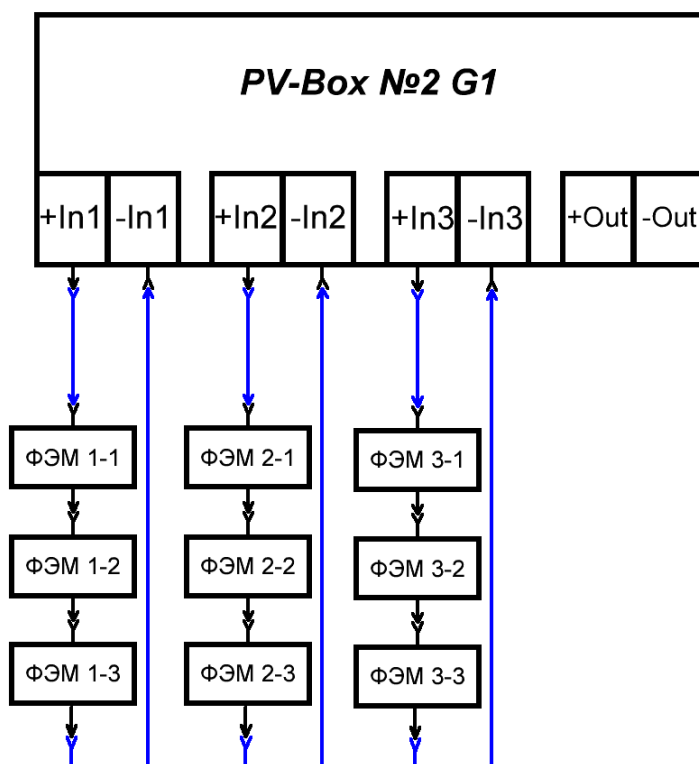 PV-Box №2 G1
+In1 -In1 +In2 -In2 +In3 -In3 +Out -Out
ФЭМ 1-1 ФЭМ 2-1 ФЭМ 3-1
ФЭМ 1-2 ФЭМ 2-2 ФЭМ 3-2
ФЭМ 1-3 ФЭМ 2-3 ФЭМ 3-3